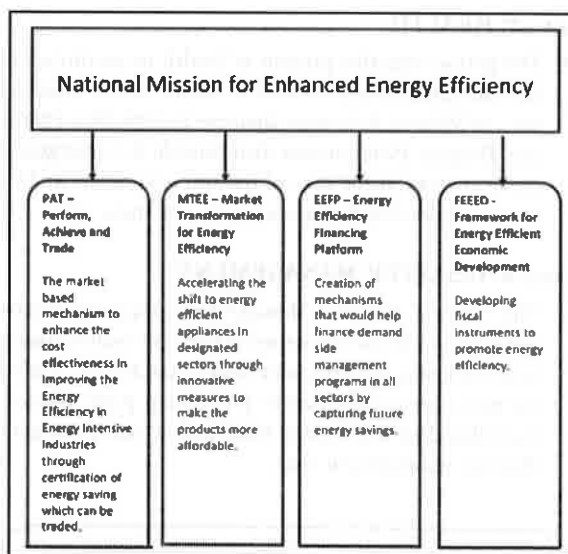 National Mission for Enhanced Energy Efficiency
PAT –
Perform,
Achieve and
Trade
The market
based
mechanism to
enhance the
cost
effectiveness in
improving the
Energy
Efficiency in
Energy Intensive
Industries
through
certification of
energy saving
which can be
traded.
MTEE – Market
Transformation
for Energy
Efficiency
Accelerating the
shift to energy
efficient
appliances in
designated
sectors through
innovative
measures to
make the
products more
affordable.
EEFP – Energy
Efficiency
Financing
Platform
Creation of
mechanisms
that would help
finance demand
side
management
programs in all
sectors by
capturing future
energy savings.
FEEED -
Framework for
Energy Efficient
Economic
Development
Developing
fiscal
instruments to
promote energy
efficiency.